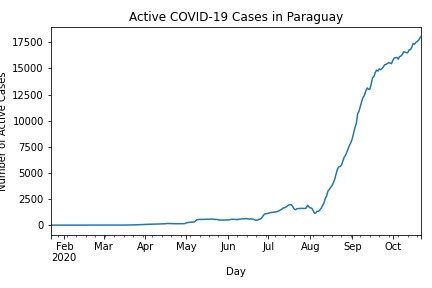 Active COVID-19 Cases in Paraguay
Number of Active Cases
17500
15000
12500
10000
7500
5000
2500
0
Feb Mar Apr May Jun Jul Aug Sep Oct
2020
Day